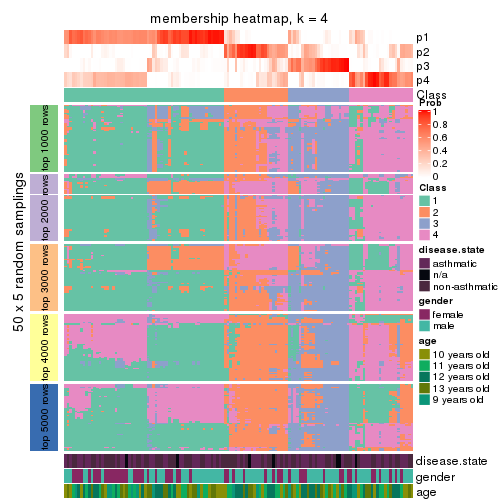 membership heatmap, k = 4
p1
p2
p3
p4
Class
50 x 5 random samplings
top 1000 rows
rows
top 2000 rows
top 3000 rows
top 4000 rows
top 5000 rows
disease.state
gender
age
Prob
1
0.8
0.6
0.4
0.2
0
Class
1
2
3
4
disease.state
asthmatic
n/a
non-asthmatic
gender
female
male
age
10 years old
11 years old
12 years old
13 years old
9 years old